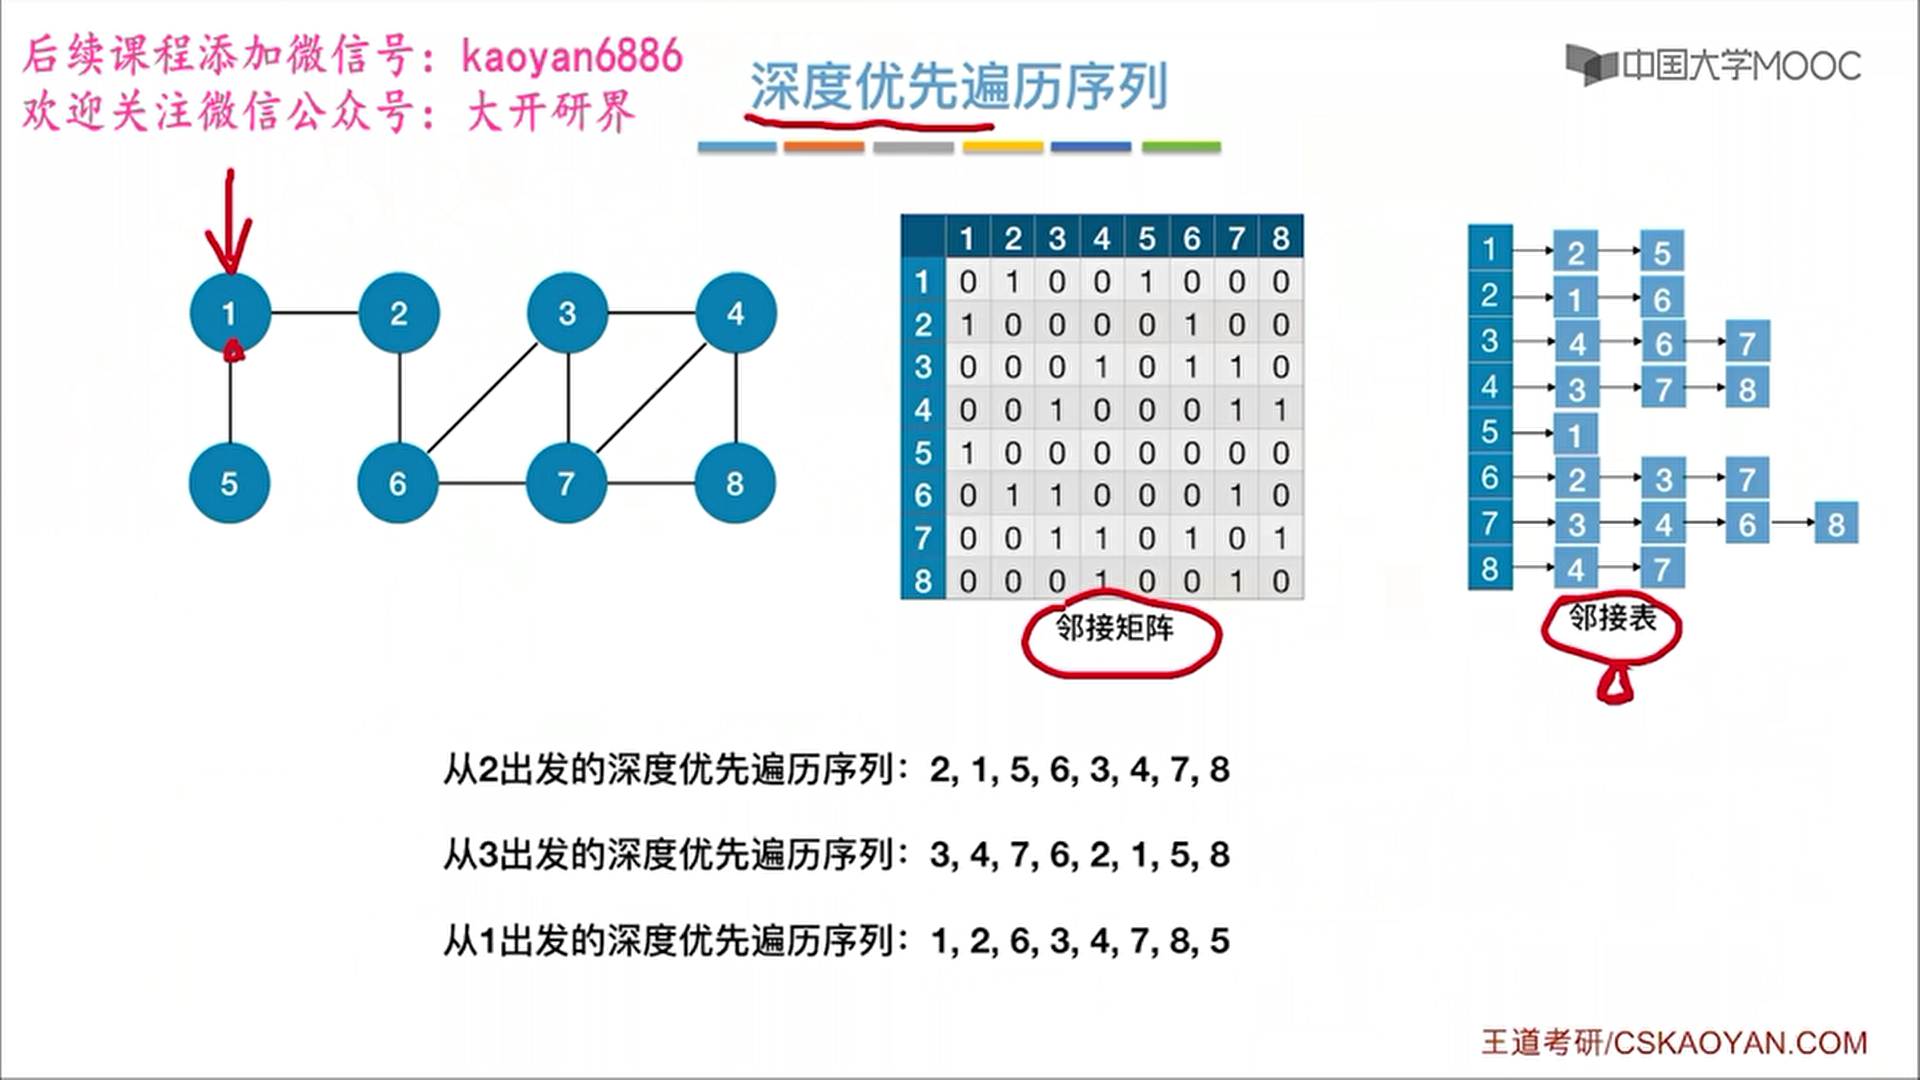 后续课程添加微信号：kaoyan6886
欢迎关注微信公众号：大开研界
深度优先遍历序列
中国大学MOOC
1 2 3 4
5 6 7 8
1 2 3 4 5 6 7 8
1 0 1 0 0 1 0 0 0
2 1 0 0 0 0 1 0 0
3 0 0 0 1 0 1 1 0
4 0 0 1 0 0 0 1 1
5 1 0 0 0 0 0 0 0
6 0 1 1 0 0 0 1 0
7 0 0 1 1 0 1 0 1
8 0 0 0 1 0 0 1 0
邻接矩阵
1 2 5
2 1 6
3 4 6 7
4 3 7 8
5 1
6 2 3 7
7 3 4 6 8
8 4 7
邻接表
从2出发的深度优先遍历序列：2, 1, 5, 6, 3, 4, 7, 8
从3出发的深度优先遍历序列：3, 4, 7, 6, 2, 1, 5, 8
从1出发的深度优先遍历序列：1, 2, 6, 3, 4, 7, 8, 5
王道考研/CSKAOYAN.COM